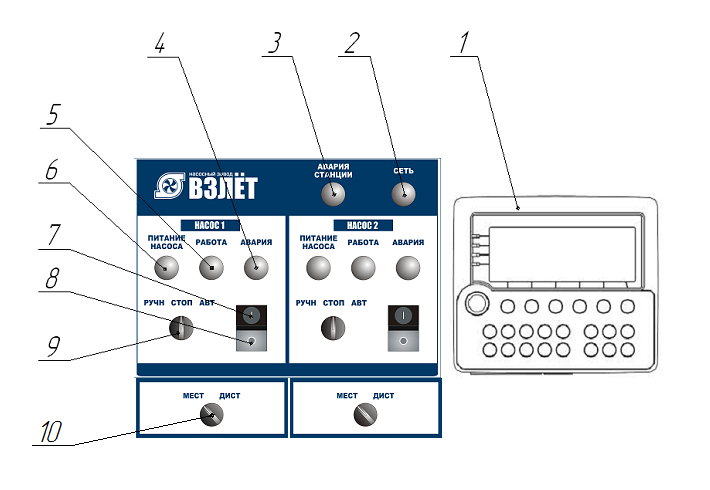 1
2
3
4
5
6
7
8
9
10
АВАРИЯ
СТАНЦИИ
СЕТЬ
НАСОСНЫЙ ЗАВОД
ВЗЛЁТ
НАСОС 1
НАСОС 2
ПИТАНИЕ
НАСОСА
РАБОТА
АВАРИЯ
ПИТАНИЕ
НАСОСА
РАБОТА
АВАРИЯ
РУЧН СТОП АВТ
РУЧН СТОП АВТ
МЕСТ ДИСТ
МЕСТ ДИСТ